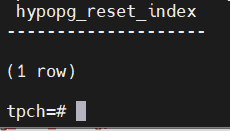 hypopg_reset_index
--------------------
(1 row)
tpch=#